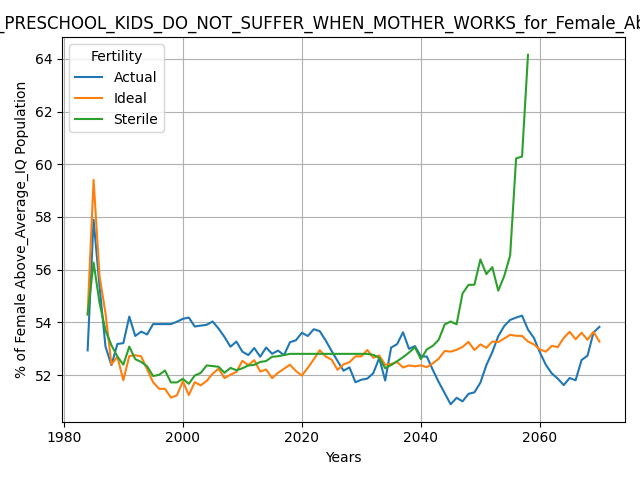 _PRESCHOOL_KIDS_DO_NOT_SUFFER_WHEN_MOTHER_WORKS_for_Female_Ab
Fertility
Actual
Ideal
Sterile
% of Female Above_Average_IQ Population
64
62
60
58
56
54
52
1980
2000
2020
2040
2060
Years